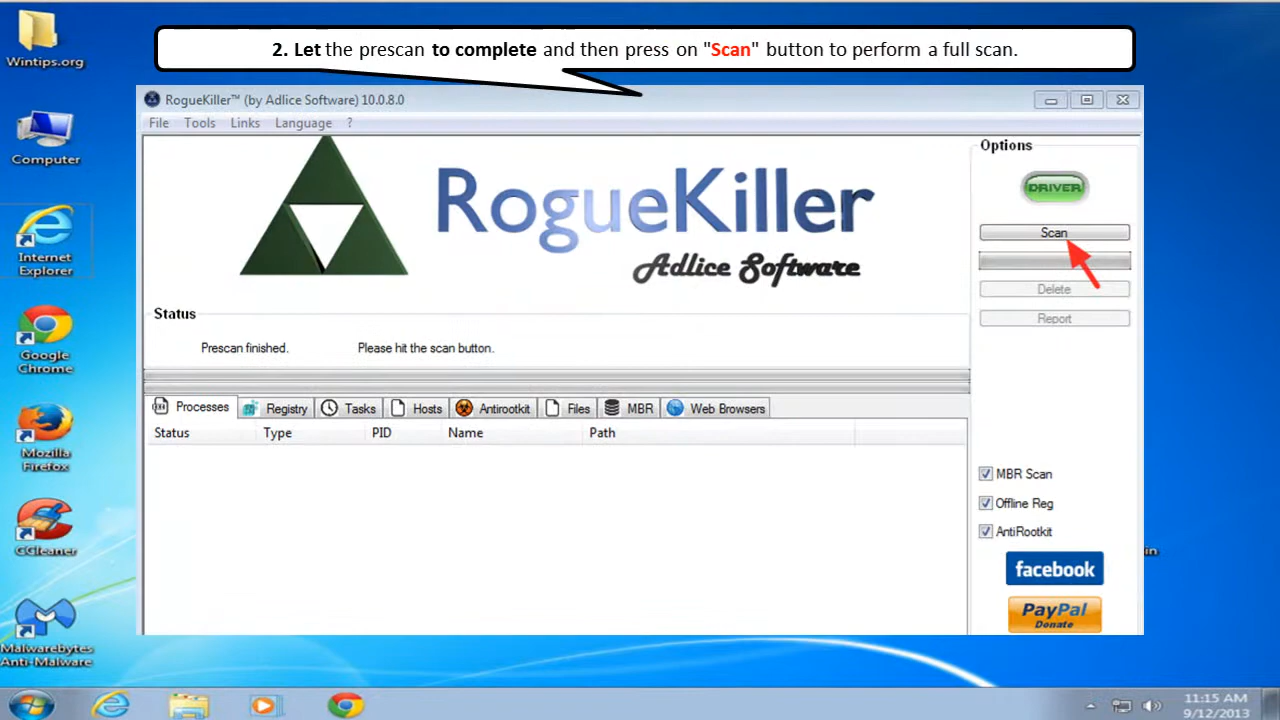 Wintips.org
2. Let the prescan to complete and then press on "Scan" button to perform a full scan.
RogueKiller™ (by Adlice Software) 10.0.8.0
File Tools Links Language ?
Options
RogueKiller
Adlice Software
DRIVER
Scan
Delete
Report
Status
Prescan finished. Please hit the scan button.
Processes Registry Tasks Hosts Antirootkit Files MBR Web Browsers
Status Type PID Name Path
MBR Scan
Offline Reg
AntiRootkit
facebook
PayPal
Donate
Computer
Internet
Explorer
Google
Chrome
Mozilla
Firefox
CCleaner
Malwarebytes
Anti-Malware
in
11:15 AM
9/12/2013